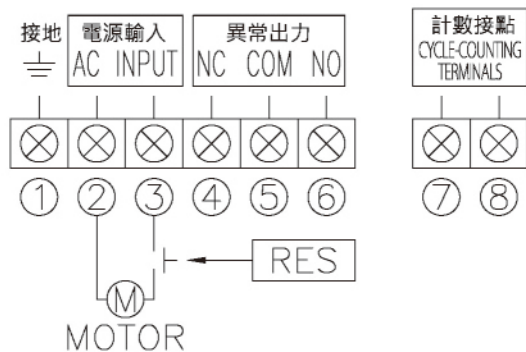 接地
電源輸入
AC INPUT
異常出力
NC COM NO
計數接點
CYCLE-COUNTING
TERMINALS
① ② ③ ④ ⑤ ⑥ ⑦ ⑧
RES
M
MOTOR